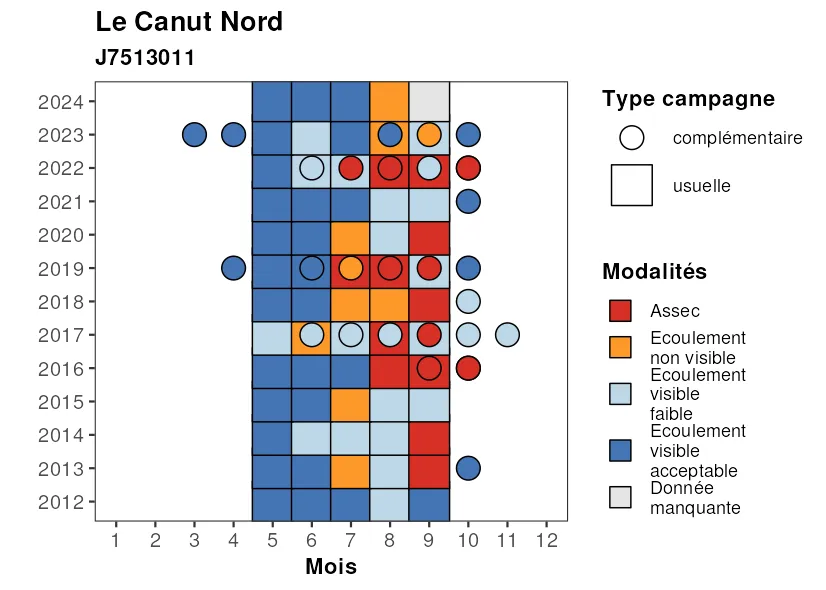 Le Canut Nord
J7513011
2024
2023
2022
2021
2020
2019
2018
2017
2016
2015
2014
2013
2012
1 2 3 4 5 6 7 8 9 10 11 12
Mois
Type campagne
complémentaire
usuelle
Modalités
Assec
Ecoulement
non visible
Ecoulement
visible
faible
Ecoulement
visible
acceptable
Donnée
manquante